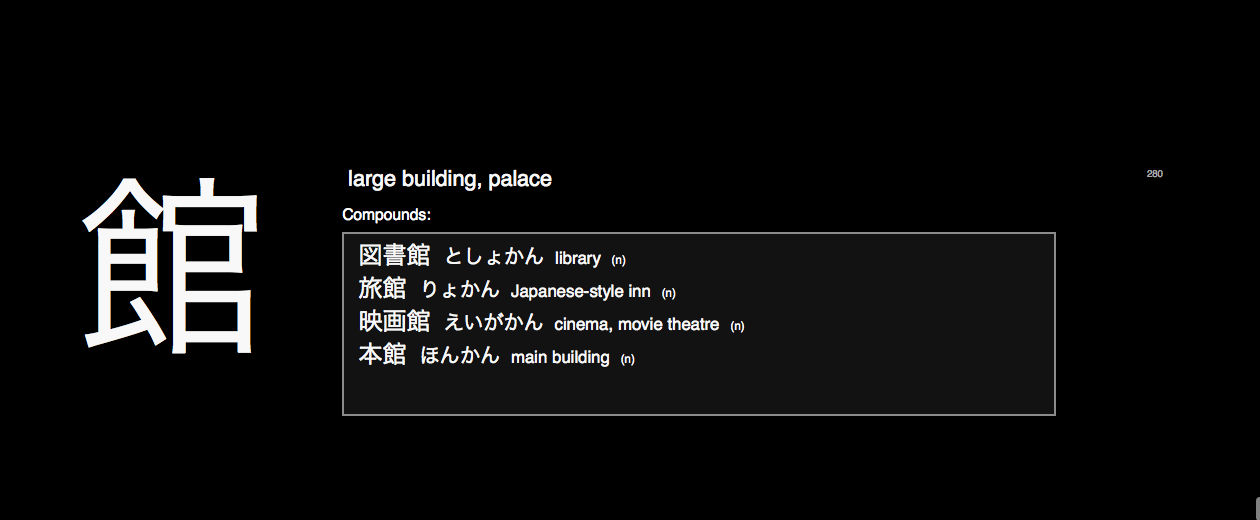 館
large building, palace
280
Compounds:
図書館 としょかん library (n)
旅館 りょかん Japanese-style inn (n)
映画館 えいがかん cinema, movie theatre (n)
本館 ほんかん main building (n)